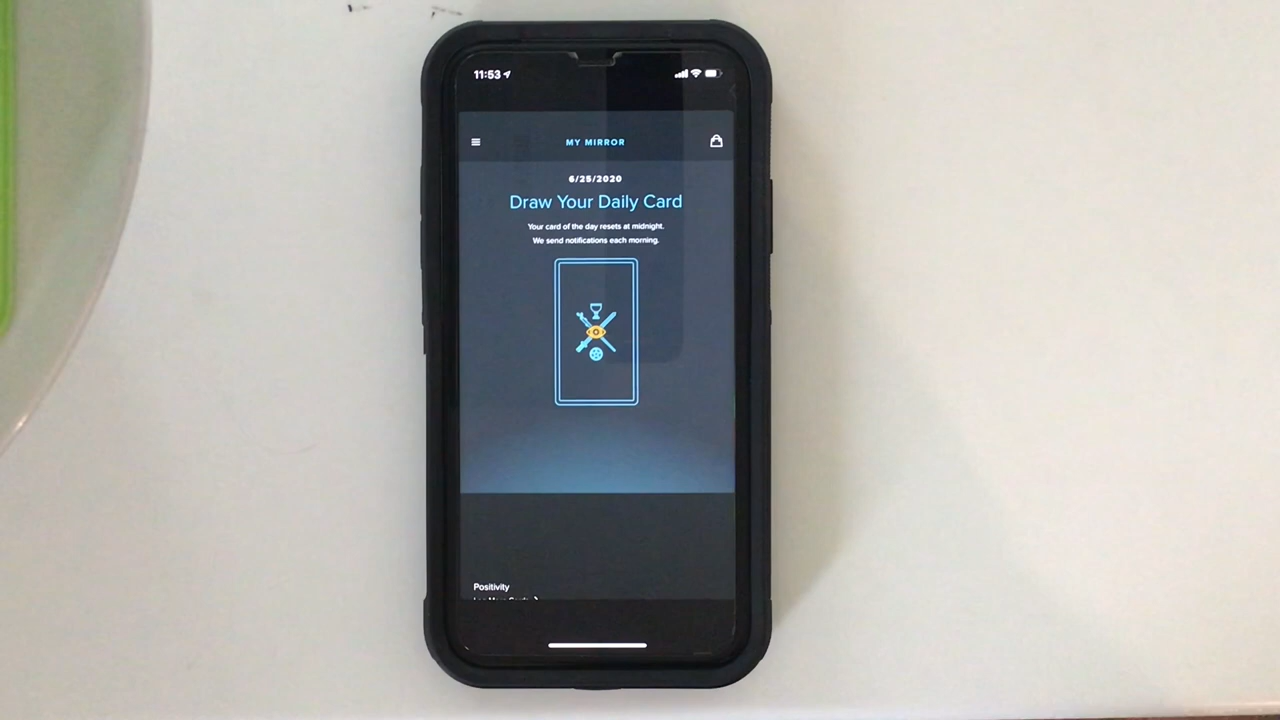 11:53
MY MIRROR
6/25/2020
Draw Your Daily Card
Your card of the day resets at midnight.
We send notifications each morning.
Positivity